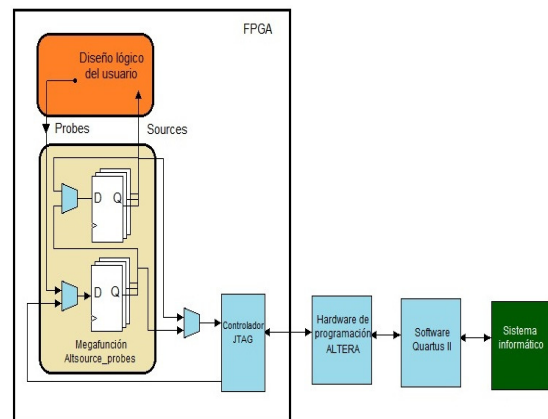 FPGA
Diseño lógico
del usuario
Probes
Sources
D Q
D Q
Megafunción
Altsource_probes
Controlador
JTAG
Hardware de
programación
ALTERA
Software
Quartus II
Sistema
informático